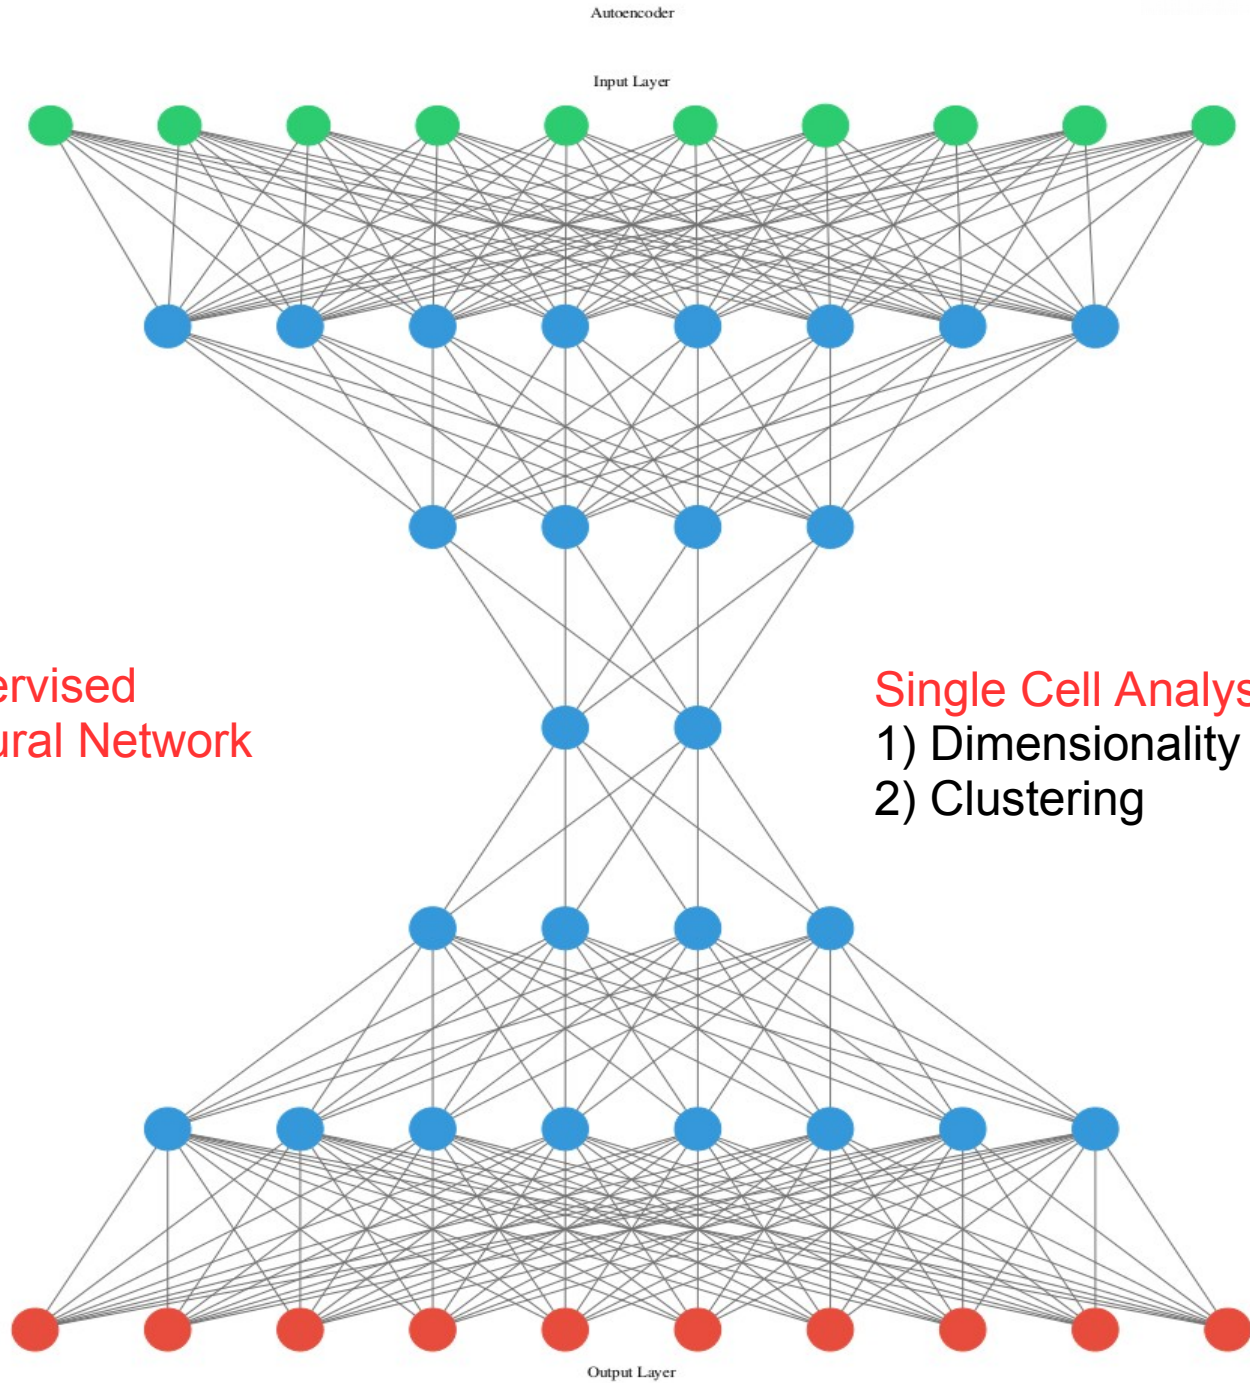 Autoencoder
Input Layer
ervised
ural Network
Single Cell Analys
1) Dimensionality
2) Clustering
Output Layer